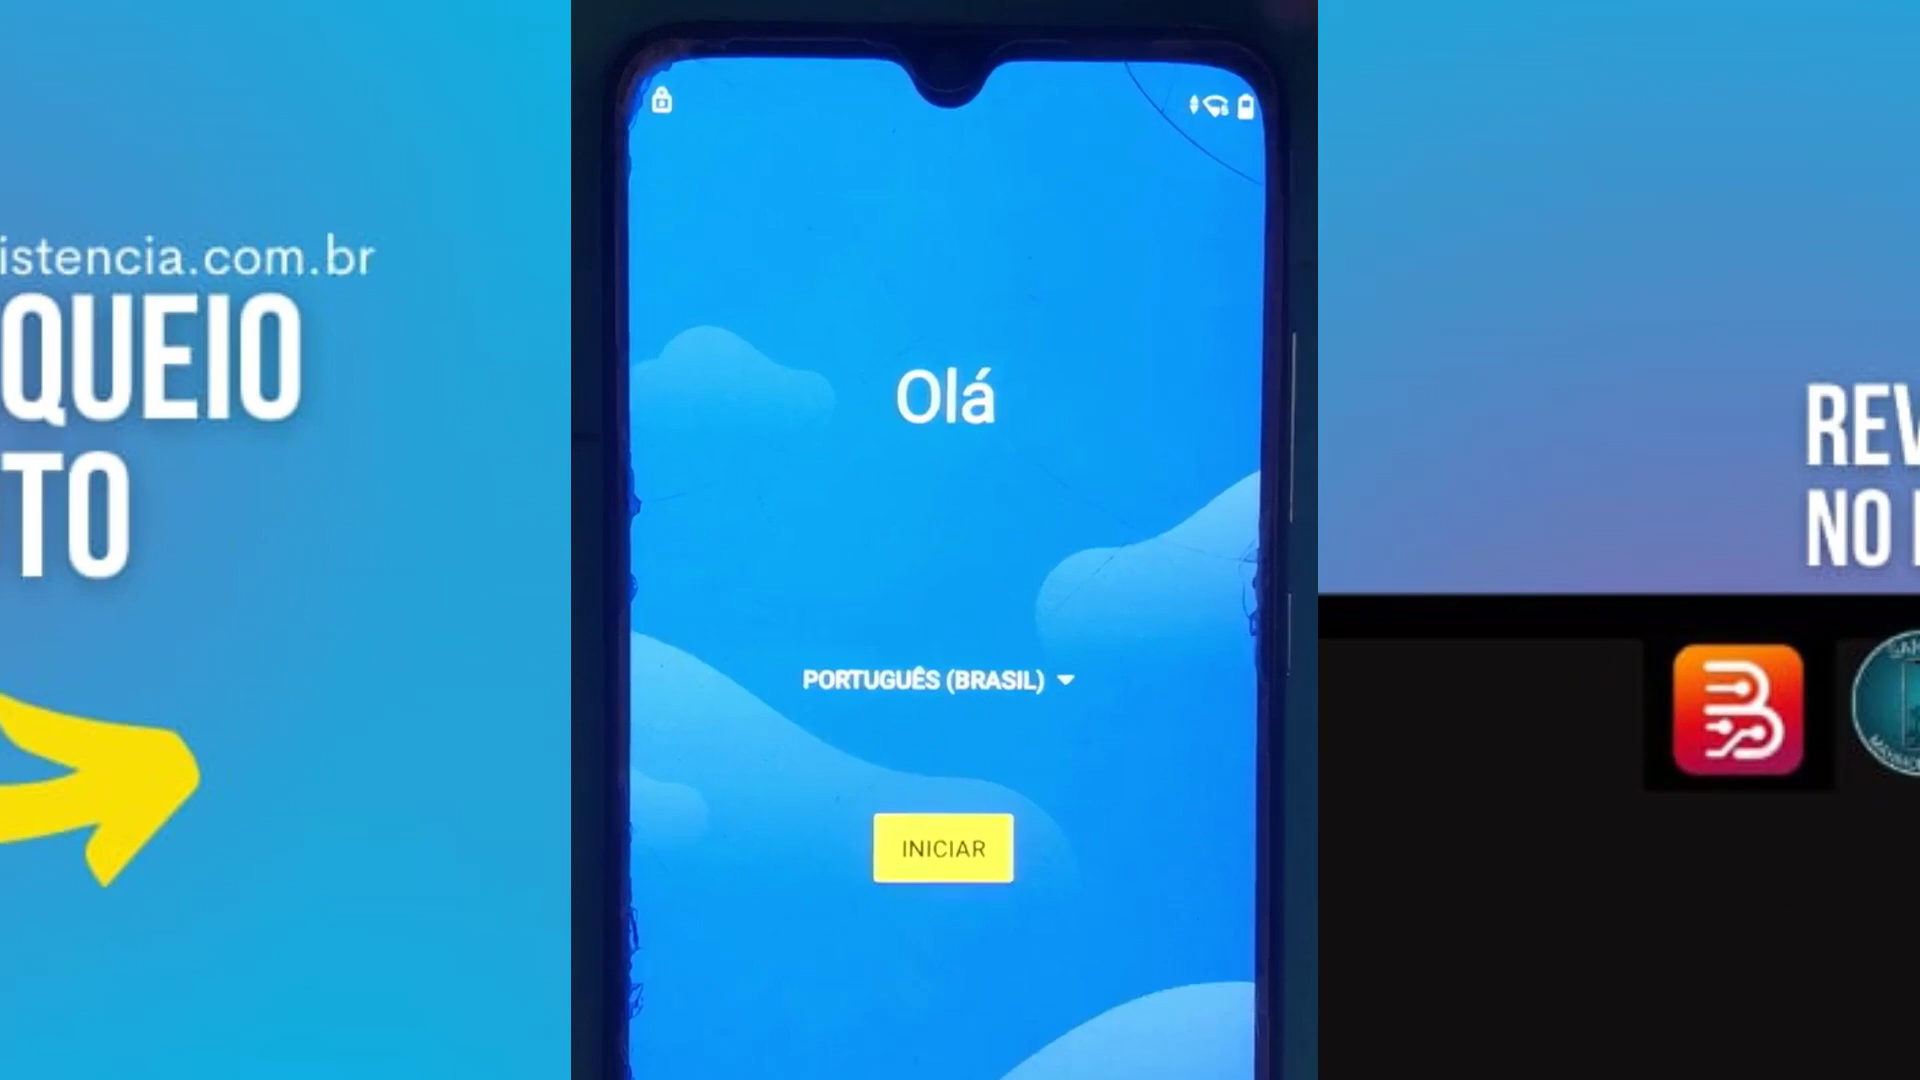 istencia.com.br
QUEIO
TO
Olá
PORTUGUÊS (BRASIL)
INICIAR
REV
NO